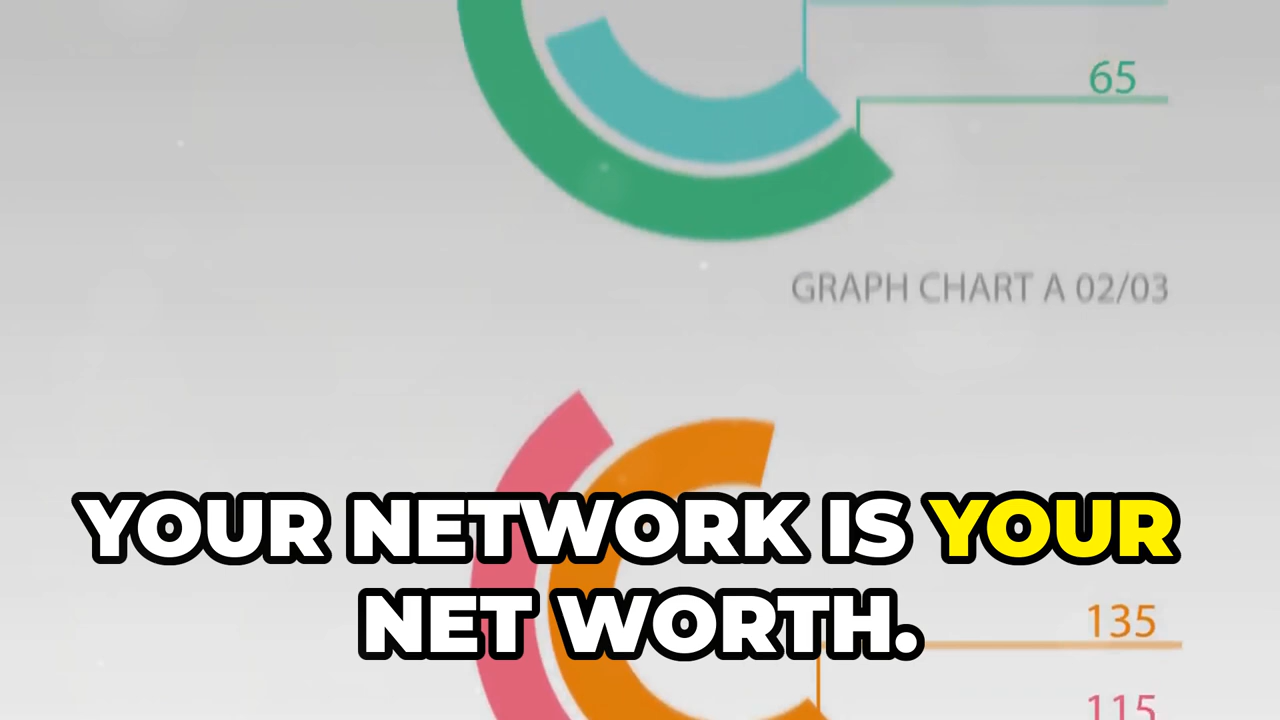 65
GRAPH CHART A 02/03
YOUR NETWORK IS YOUR
NET WORTH.
135
115